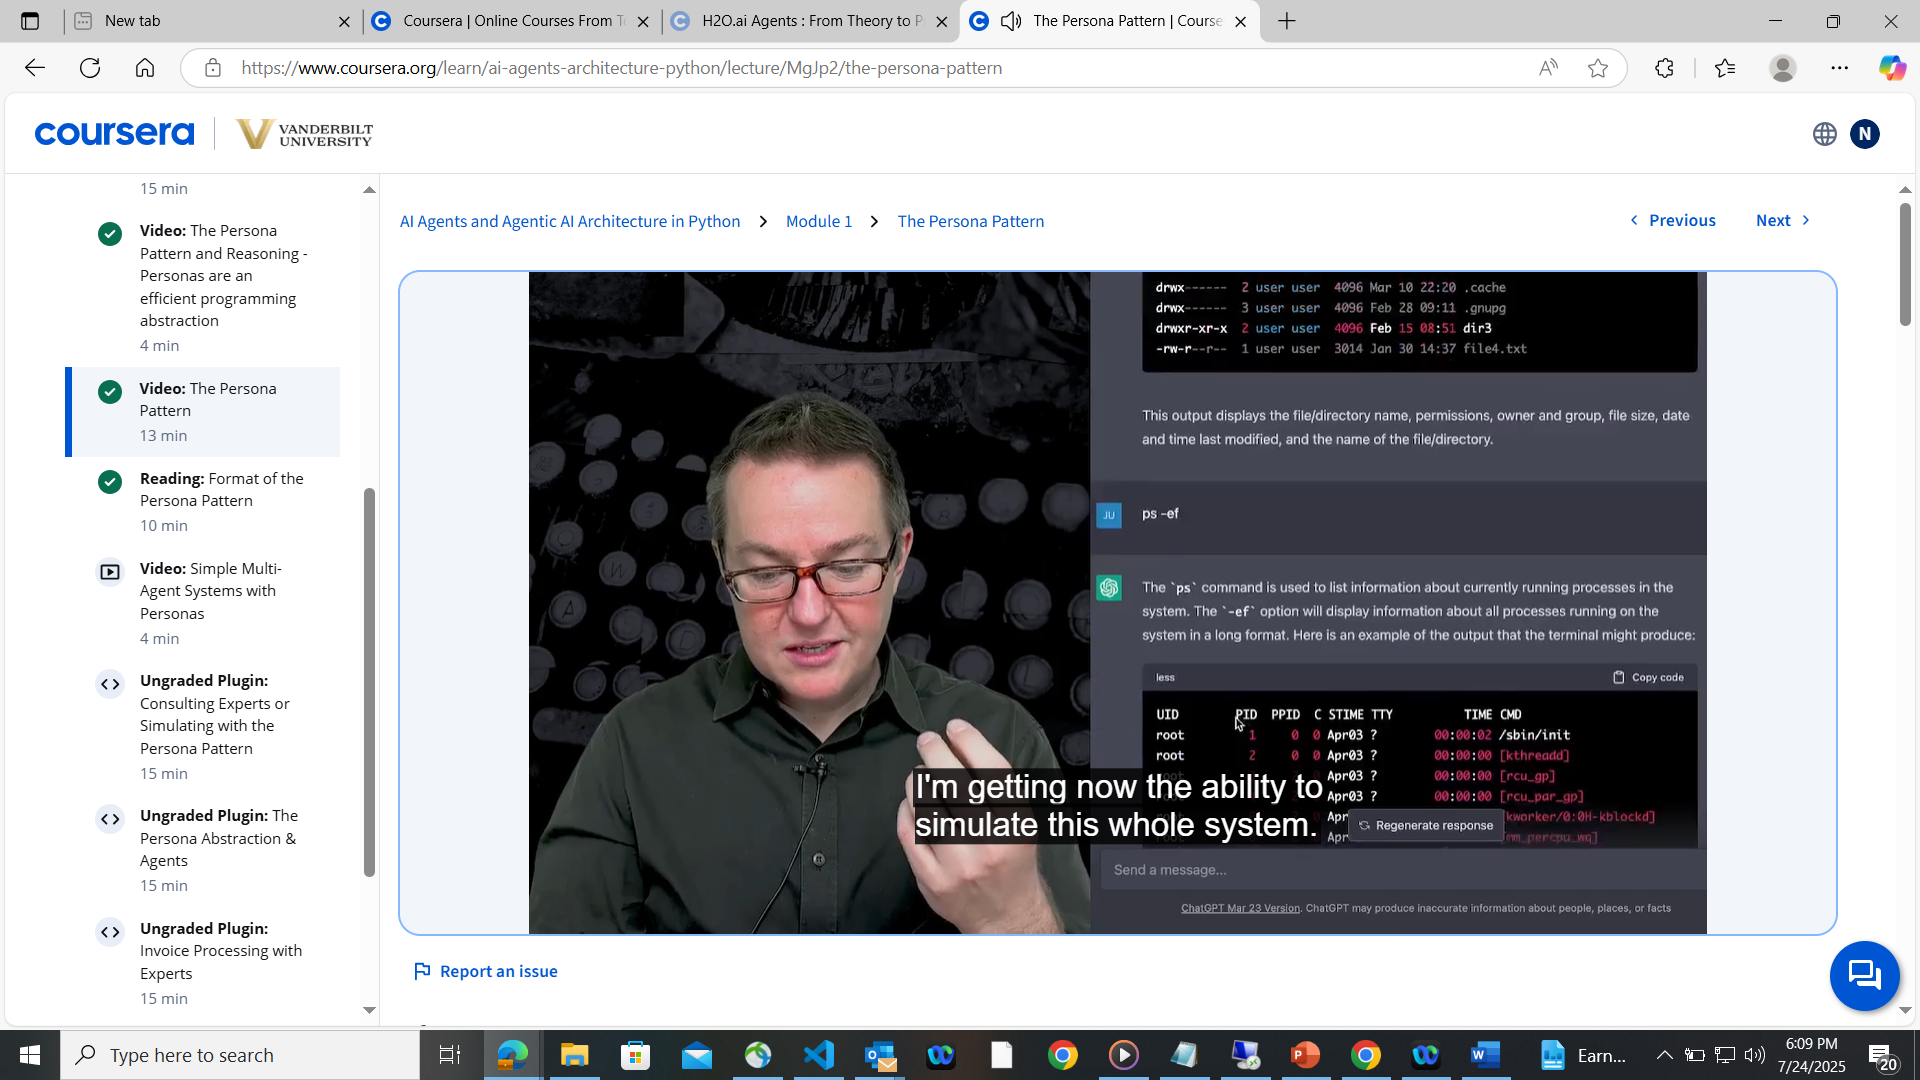 New tab
Coursera | Online Courses From T
H2O.ai Agents : From Theory to P
The Persona Pattern | Course
https://www.coursera.org/learn/ai-agents-architecture-python/lecture/MgJp2/the-persona-pattern
coursera
VANDERBILT
UNIVERSITY
N
15 min
Video: The Persona
Pattern and Reasoning -
Personas are an
efficient programming
abstraction
4 min
Video: The Persona
Pattern
13 min
Reading: Format of the
Persona Pattern
10 min
Video: Simple Multi-
Agent Systems with
Personas
4 min
Ungraded Plugin:
Consulting Experts or
Simulating with the
Persona Pattern
15 min
Ungraded Plugin: The
Persona Abstraction &
Agents
15 min
Ungraded Plugin:
Invoice Processing with
Experts
15 min
AI Agents and Agentic AI Architecture in Python > Module 1 > The Persona Pattern
Previous
Next
drwx------ 2 user user 4096 Mar 10 22:20 .cache
drwx------ 3 user user 4096 Feb 28 09:11 .gnupg
drwxr-xr-x 2 user user 4096 Feb 15 08:51 dir3
-rw-r--r-- 1 user user 3014 Jan 30 14:37 file4.txt
This output displays the file/directory name, permissions, owner and group, file size, date
and time last modified, and the name of the file/directory.
JU
ps -ef
The `ps` command is used to list information about currently running processes in the
system. The `-ef` option will display information about all processes running on the
system in a long format. Here is an example of the output that the terminal might produce:
less
Copy code
UID PID PPID C STIME TTY TIME CMD
root 1 0 0 Apr03 ? 00:00:02 /sbin/init
root 2 0 0 Apr03 ? 00:00:00 [kthreadd]
Apr03 ? 00:00:00 [rcu_gp]
Apr03 ? 00:00:00 [rcu_par_gp]
Apr [kworker/0:0H-kblockd]
Apr [mm_percpu_wq]
I'm getting now the ability to
simulate this whole system.
Regenerate response
Send a message...
ChatGPT Mar 23 Version. ChatGPT may produce inaccurate information about people, places, or facts
Report an issue
Type here to search
Earn...
6:09 PM
7/24/2025
20